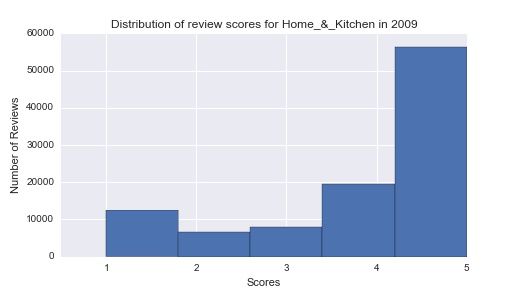 Distribution of review scores for Home_&_Kitchen in 2009
60000
50000
40000
30000
20000
10000
0
Number of Reviews
1 2 3 4 5
Scores